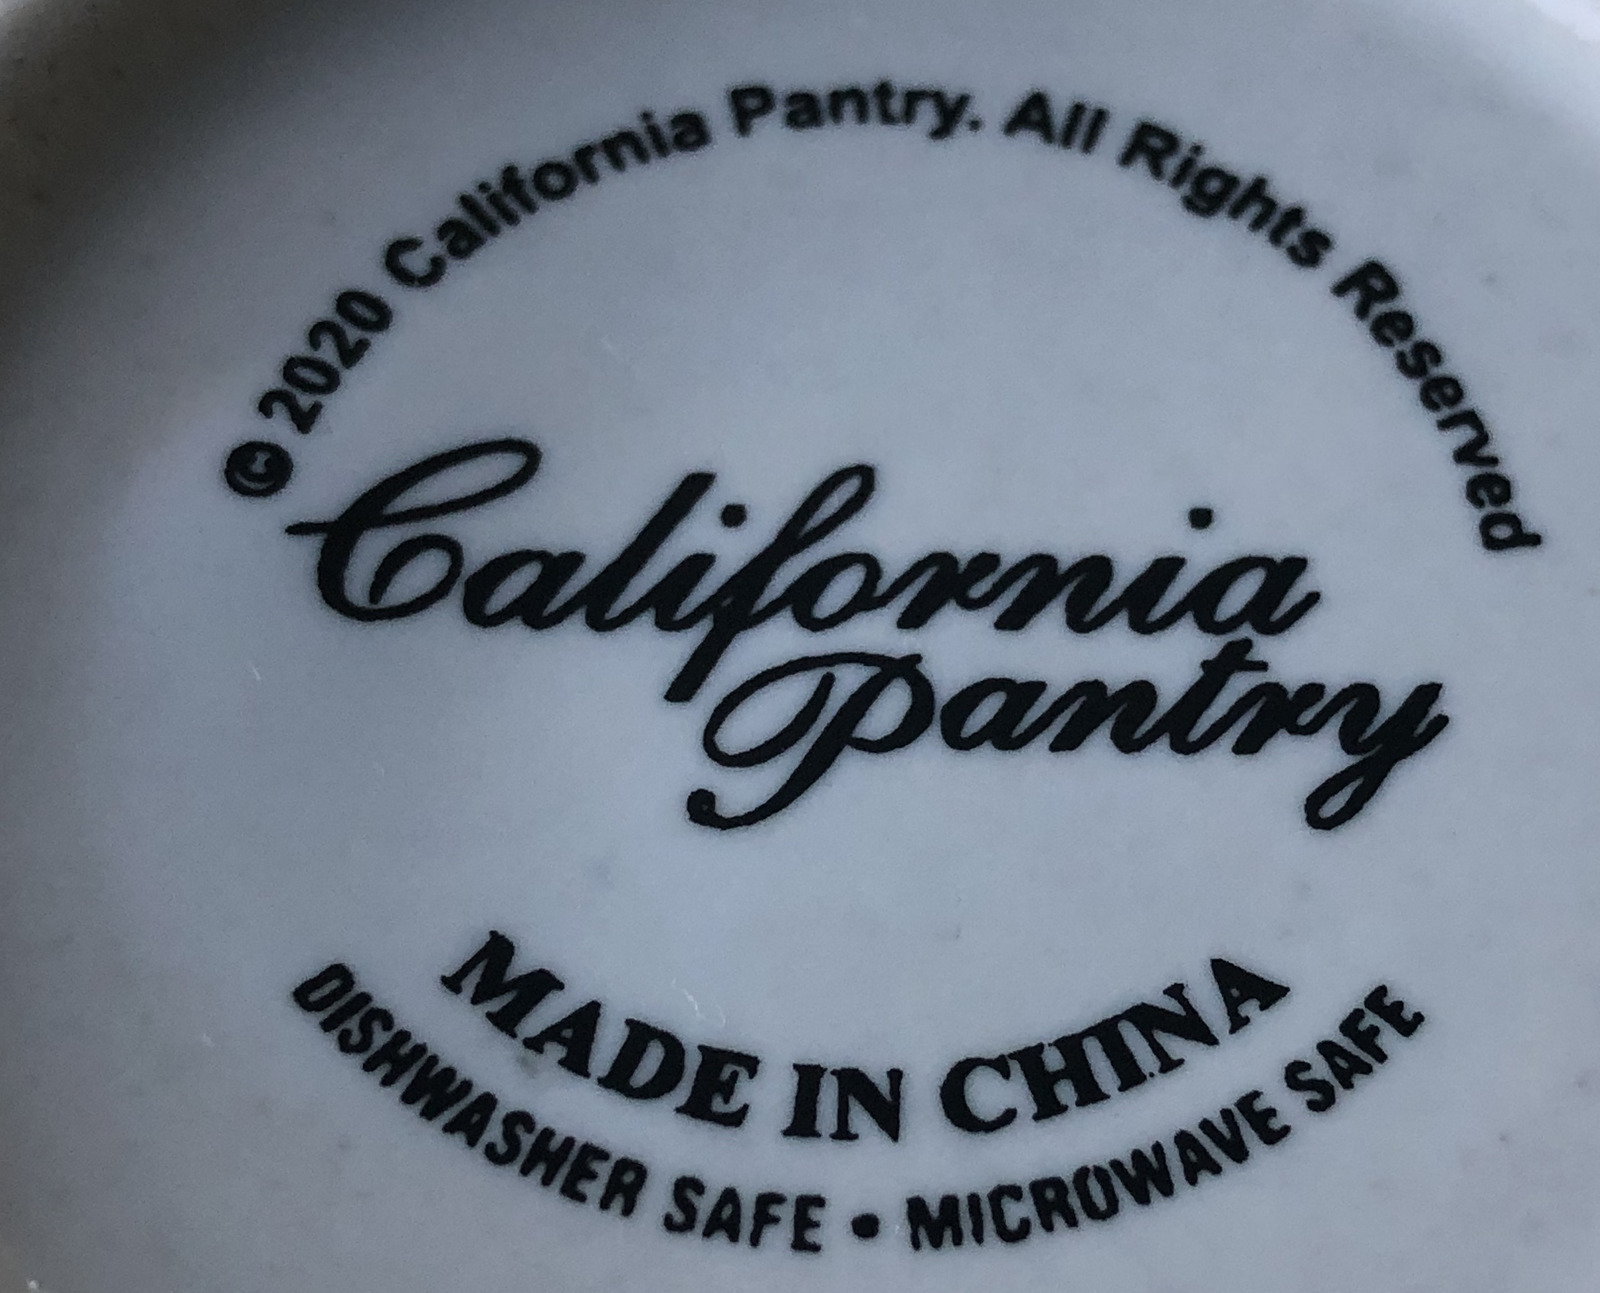 © 2020 California Pantry. All Rights Reserved
California
Pantry
MADE IN CHINA
DISHWASHER SAFE • MICROWAVE SAFE